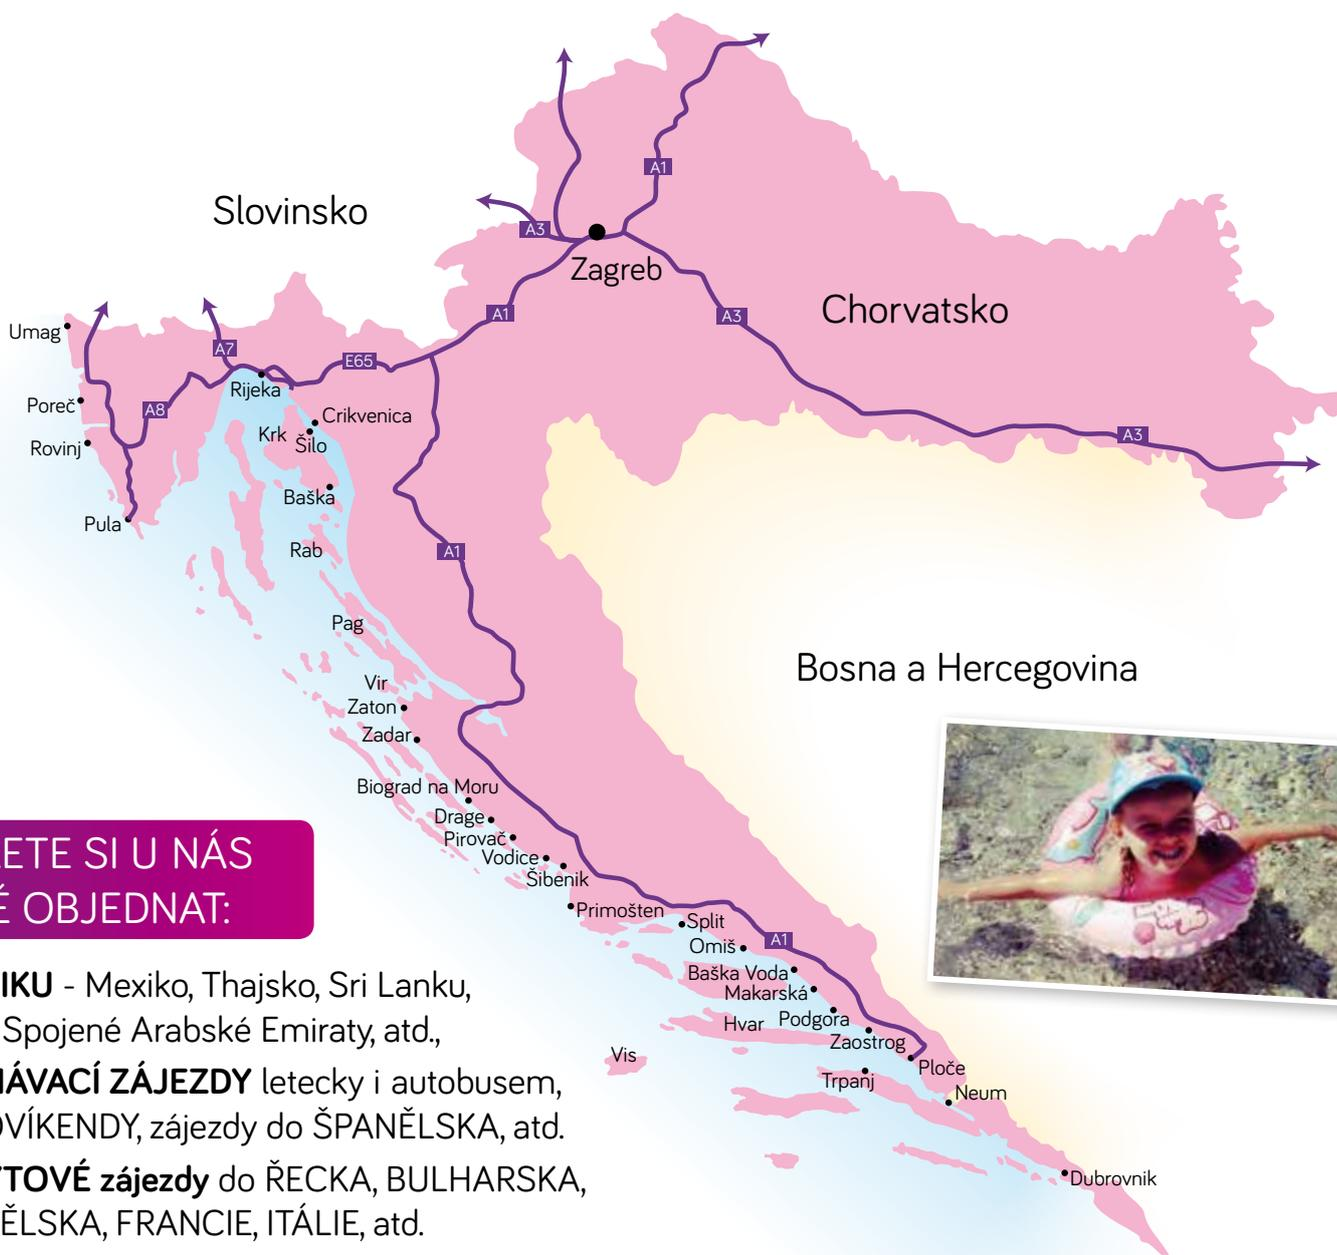 A1
Slovinsko
A3
Zagreb
Chorvatsko
A1
A3
Umag
A7
E65
Rijeka
Poreč
A8
Crikvenica
Krk
Šilo
Rovinj
A3
Baška
Pula
Rab
A1
Pag
Bosna a Hercegovina
Vir
Zaton
Zadar
Biograd na Moru
Drage
Pirovač
Vodice
Šibenik
Primošten
Split
Omiš
A1
Baška Voda
Makarská
Hvar
Podgora
Zaostrog
Vis
Ploče
Trpanj
Neum
Dubrovnik
ETE SI U NÁS
OBJEDNAT:
IKU - Mexiko, Thajsko, Sri Lanku,
Spojené Arabské Emiraty, atd.,
ÁVACÍ ZÁJEZDY letecky i autobusem,
VÍKENDY, zájezdy do ŠPANĚLSKA, atd.
TOVÉ zájezdy do ŘECKA, BULHARSKA,
ĚLSKA, FRANCIE, ITÁLIE, atd.